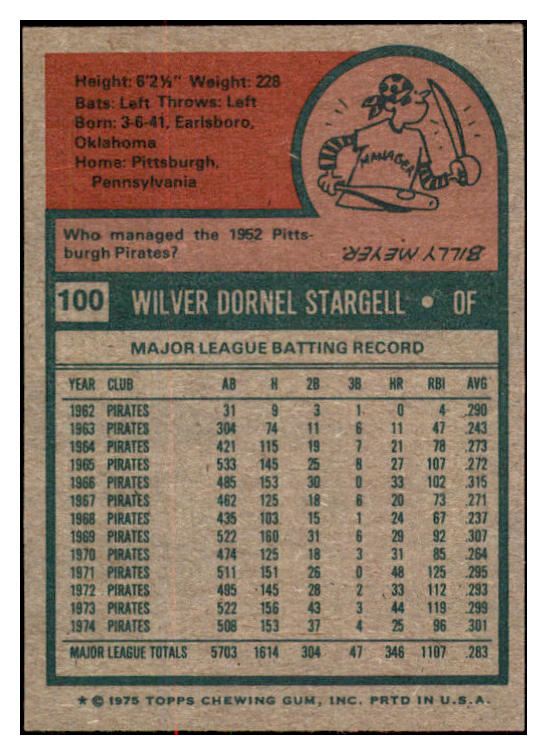 Height: 6'2½" Weight: 228
Bats: Left Throws: Left
Born: 3-6-41, Earlsboro,
Oklahoma
Home: Pittsburgh,
Pennsylvania
MANAGER
Who managed the 1952 Pitts-
burgh Pirates?
BILLY MEYER.
100 WILVER DORNEL STARGELL • OF
MAJOR LEAGUE BATTING RECORD
YEAR CLUB AB H 2B 3B HR RBI AVG
1962 PIRATES 31 9 3 1 0 4 .290
1963 PIRATES 304 74 11 6 11 47 .243
1964 PIRATES 421 115 19 7 21 78 .273
1965 PIRATES 533 145 25 8 27 107 .272
1966 PIRATES 485 153 30 0 33 102 .315
1967 PIRATES 462 125 18 6 20 73 .271
1968 PIRATES 435 103 15 1 24 67 .237
1969 PIRATES 522 160 31 6 29 92 .307
1970 PIRATES 474 125 18 3 31 85 .264
1971 PIRATES 511 151 26 0 48 125 .295
1972 PIRATES 495 145 28 2 33 112 .293
1973 PIRATES 522 156 43 3 44 119 .299
1974 PIRATES 508 153 37 4 25 96 .301
MAJOR LEAGUE TOTALS 5703 1614 304 47 346 1107 .283
* © 1975 TOPPS CHEWING GUM, INC. PRTD IN U.S.A.